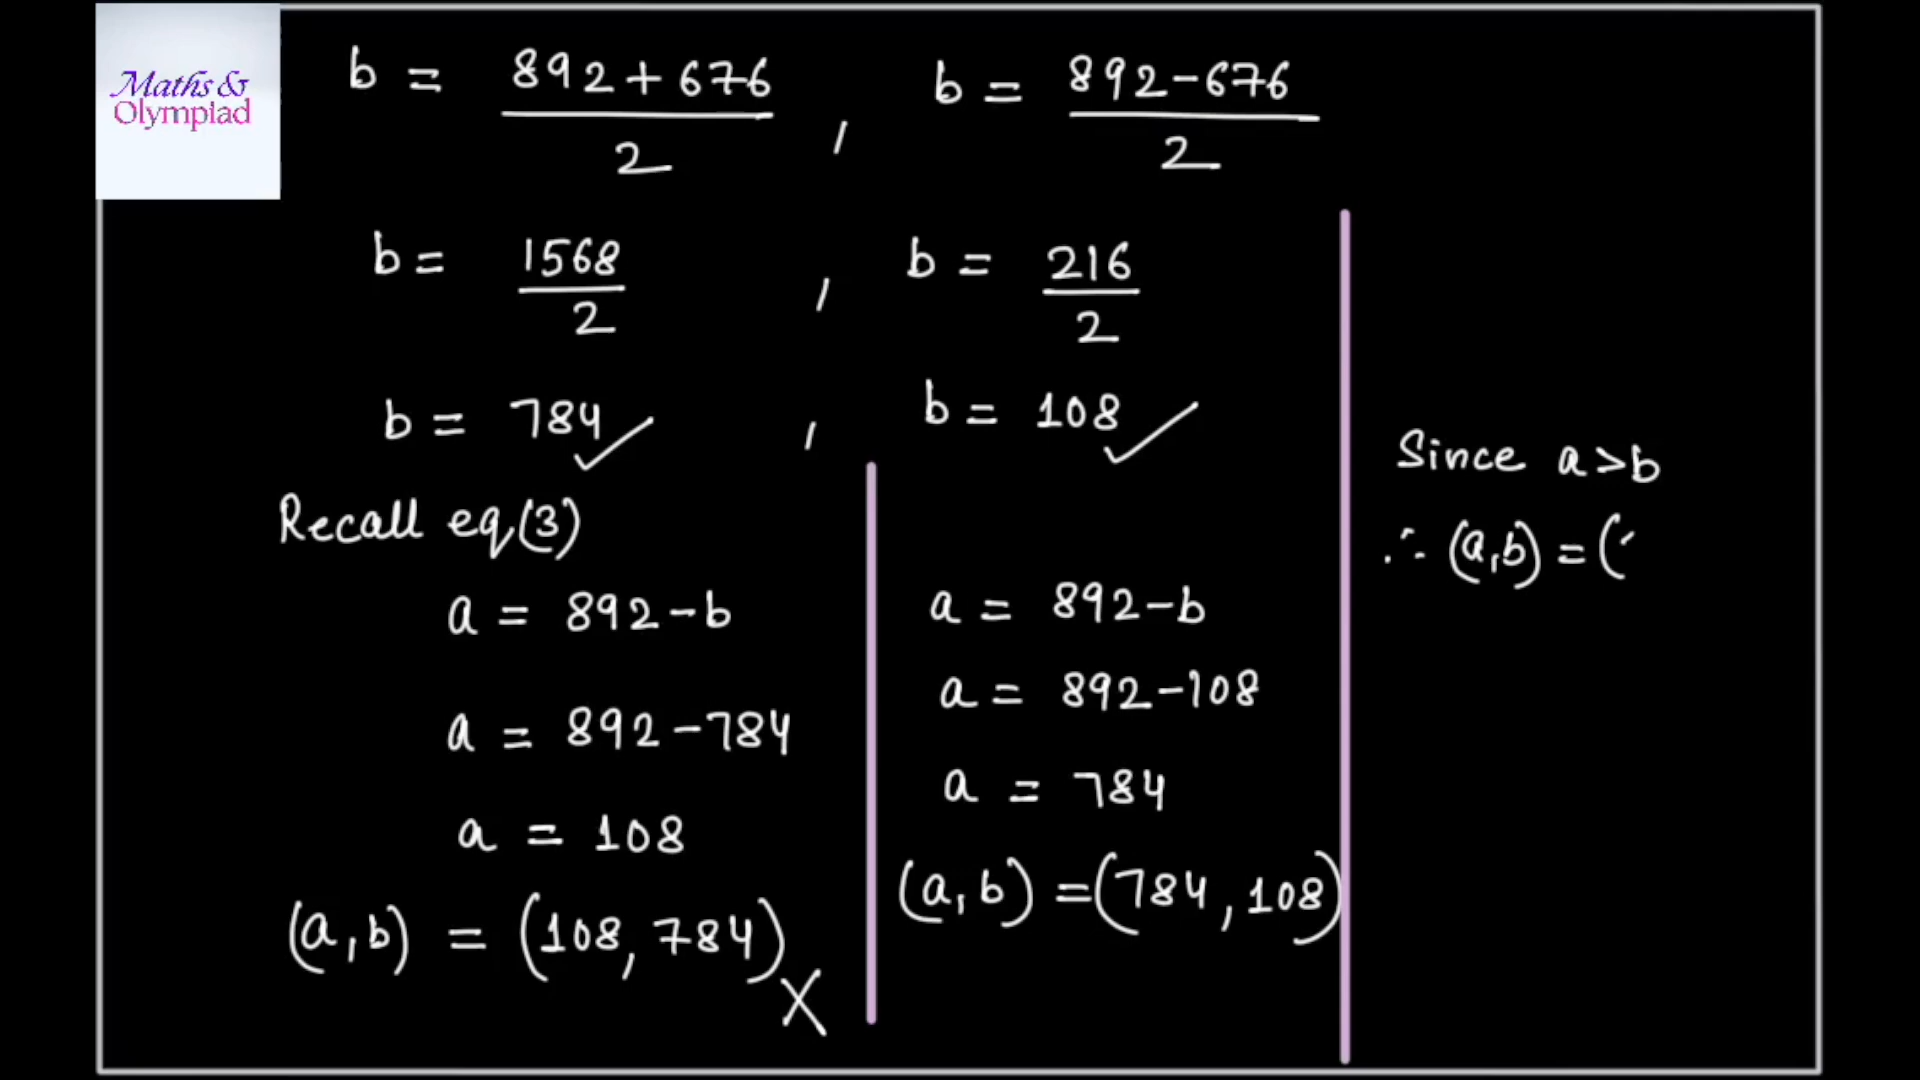 Maths &
Olympiad
b = 892+676 / 2 , b = 892-676 / 2
b = 1568 / 2 , b = 216 / 2
b = 784 ✓ , b = 108 ✓
Recall eq(3)
a = 892-b
a = 892-784
a = 108
(a,b) = (108, 784) X
a = 892-b
a = 892-108
a = 784
(a,b) = (784, 108)
Since a>b
∴ (a,b) = (